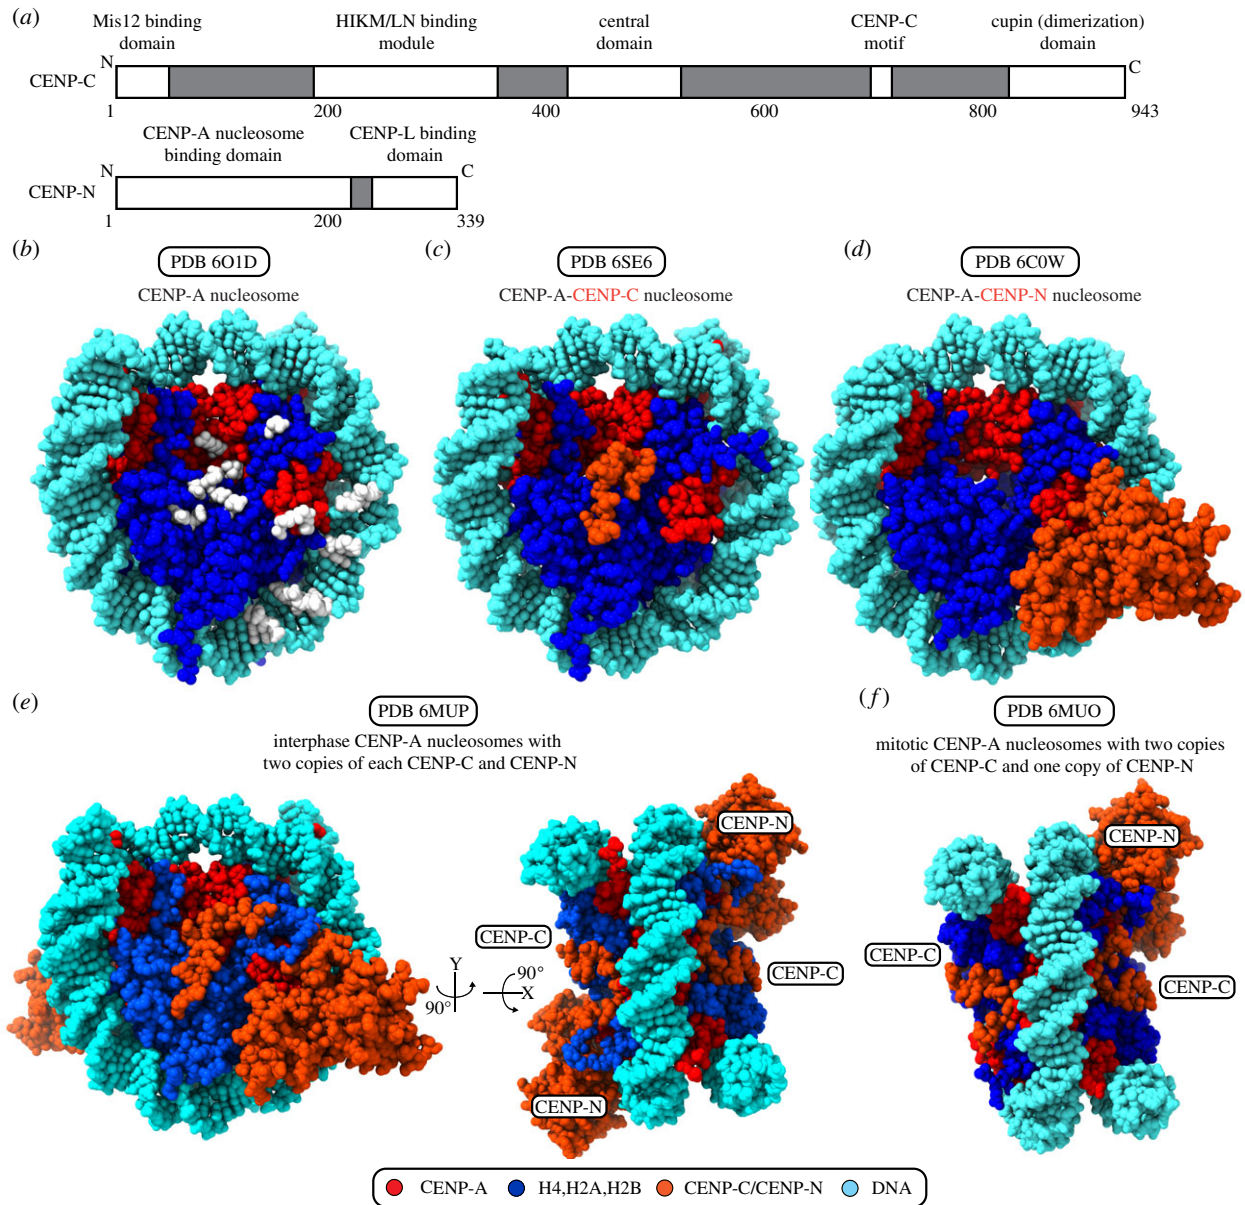 (a)
Mis12 binding
domain
HIKM/LN binding
module
central
domain
CENP-C
motif
cupin (dimerization)
domain
N
C
CENP-C
1
200
400
600
800
943
CENP-A nucleosome
binding domain
CENP-L binding
domain
N
C
CENP-N
1
200
339
(b)
PDB 6O1D
CENP-A nucleosome
(c)
PDB 6SE6
CENP-A-CENP-C nucleosome
(d)
PDB 6C0W
CENP-A-CENP-N nucleosome
(e)
PDB 6MUP
interphase CENP-A nucleosomes with
two copies of each CENP-C and CENP-N
CENP-N
CENP-C
CENP-C
Y
90°
90°
X
CENP-N
(f)
PDB 6MUO
mitotic CENP-A nucleosomes with two copies
of CENP-C and one copy of CENP-N
CENP-N
CENP-C
CENP-C
CENP-A
H4,H2A,H2B
CENP-C/CENP-N
DNA